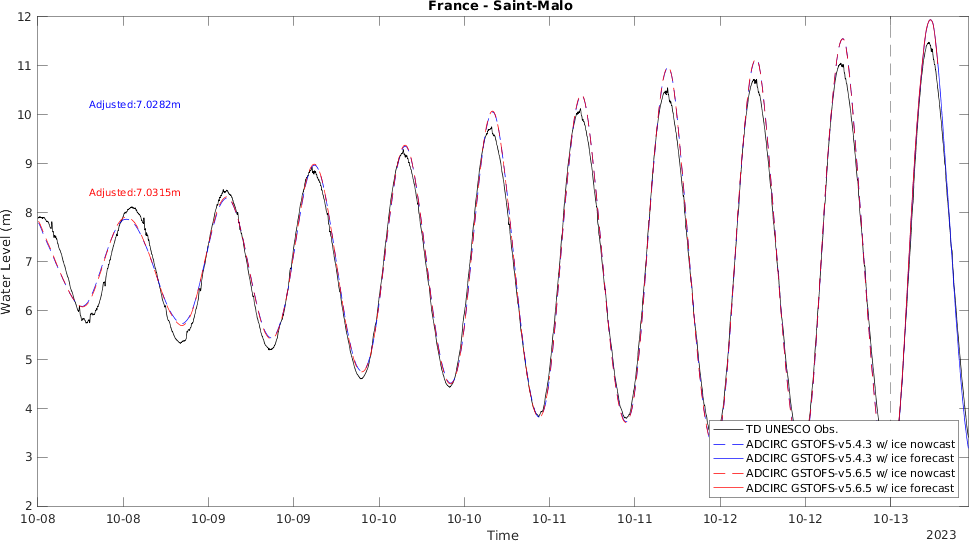 France - Saint-Malo
12
11
10
9
8
7
6
5
4
3
2
Water Level (m)
Adjusted:7.0282m
Adjusted:7.0315m
TD UNESCO Obs.
ADCIRC GSTOFS-v5.4.3 w/ ice nowcast
ADCIRC GSTOFS-v5.4.3 w/ ice forecast
ADCIRC GSTOFS-v5.6.5 w/ ice nowcast
ADCIRC GSTOFS-v5.6.5 w/ ice forecast
10-08 10-08 10-09 10-09 10-10 10-10 10-11 10-11 10-12 10-12 10-13
Time
2023